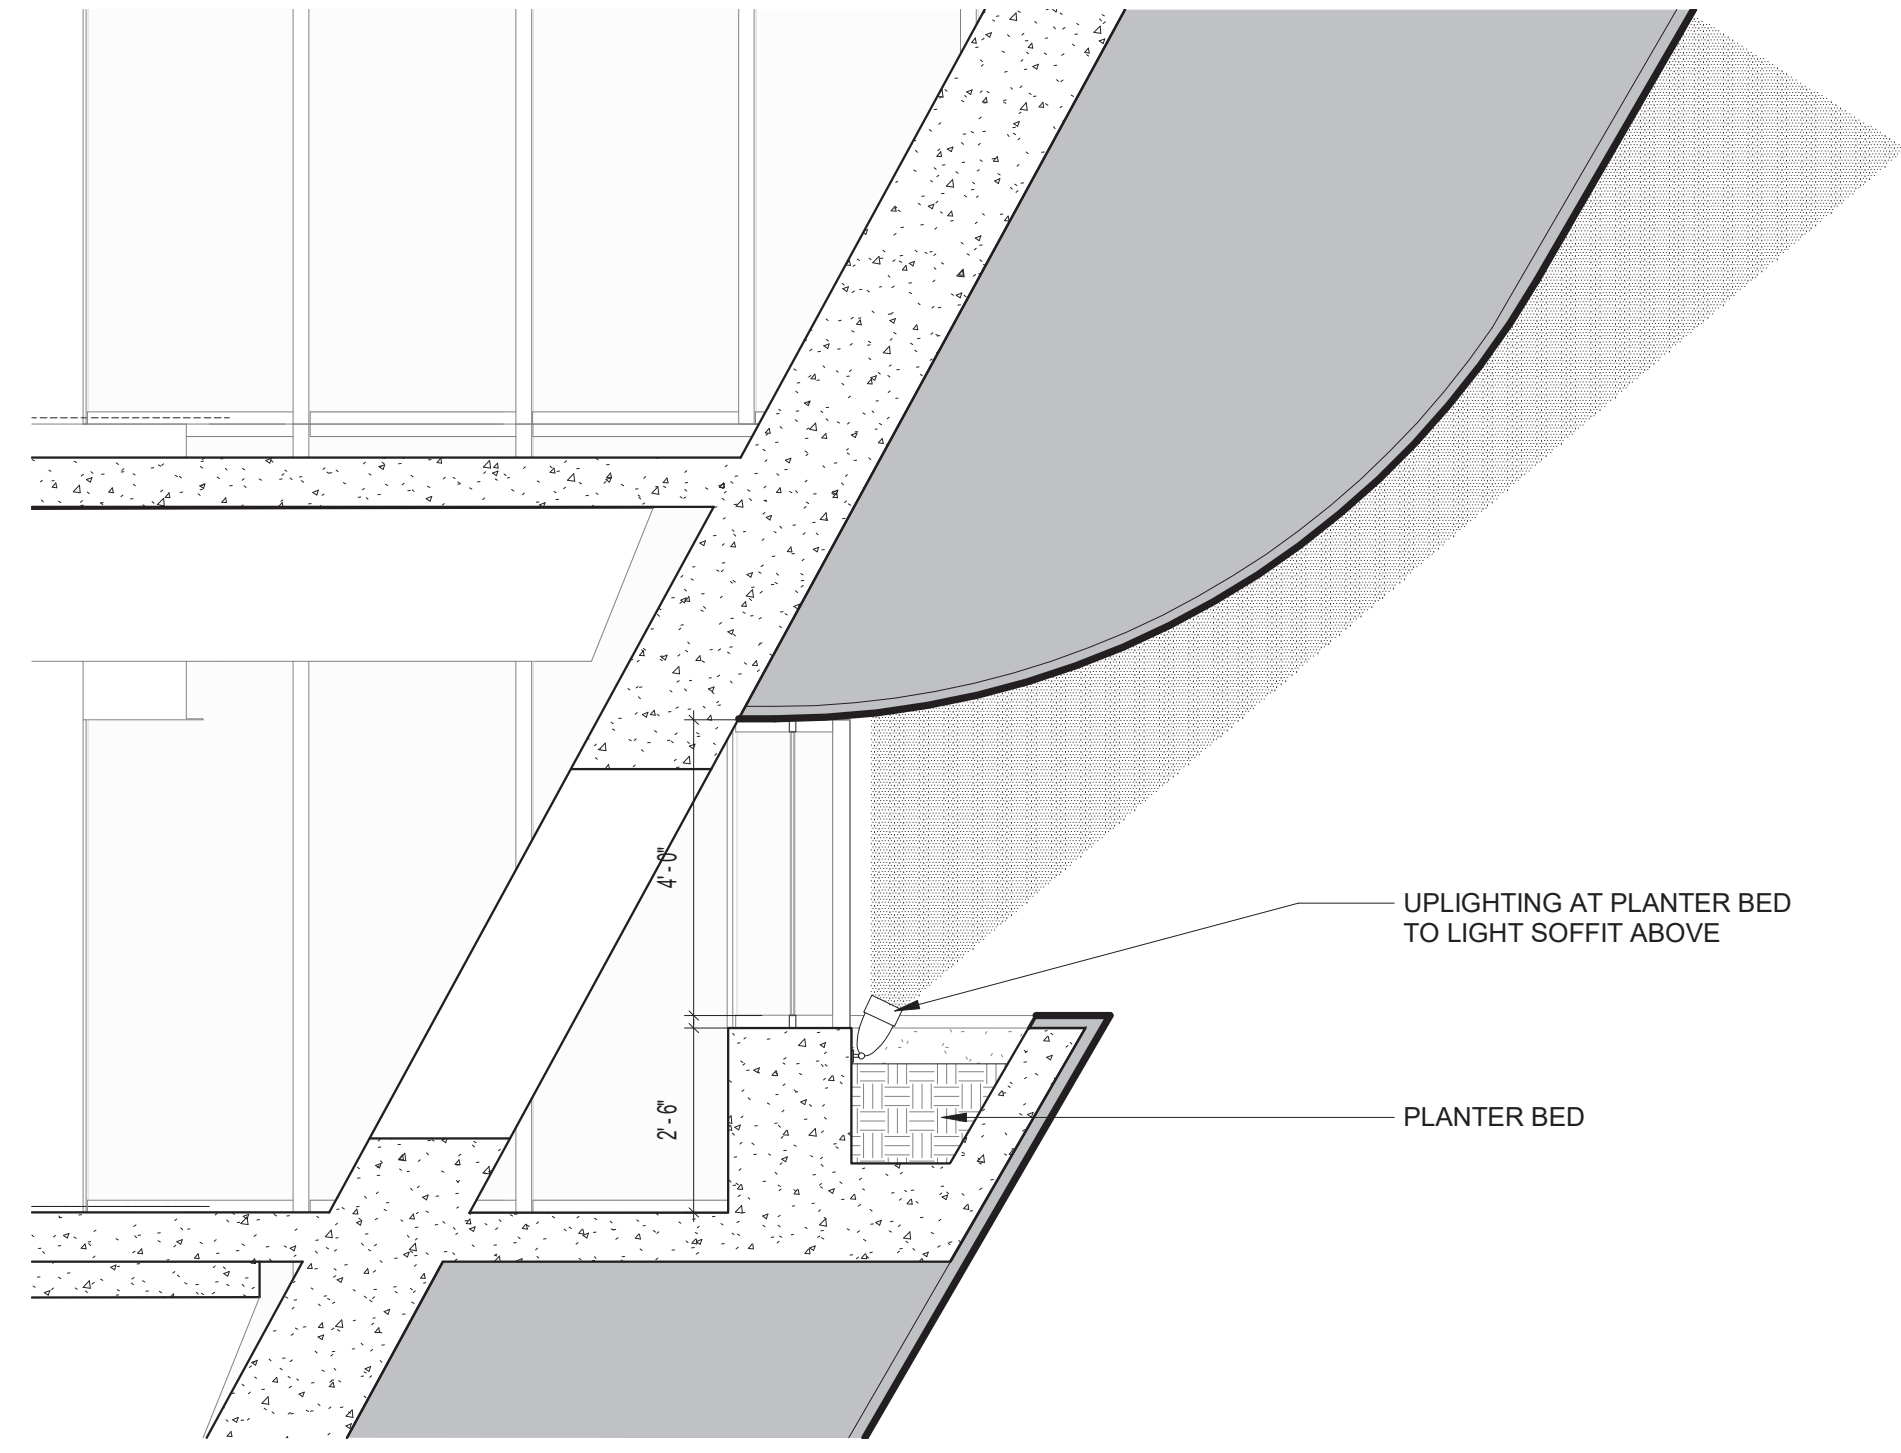 4'-0"
UPLIGHTING AT PLANTER BED
TO LIGHT SOFFIT ABOVE
2'-6"
PLANTER BED